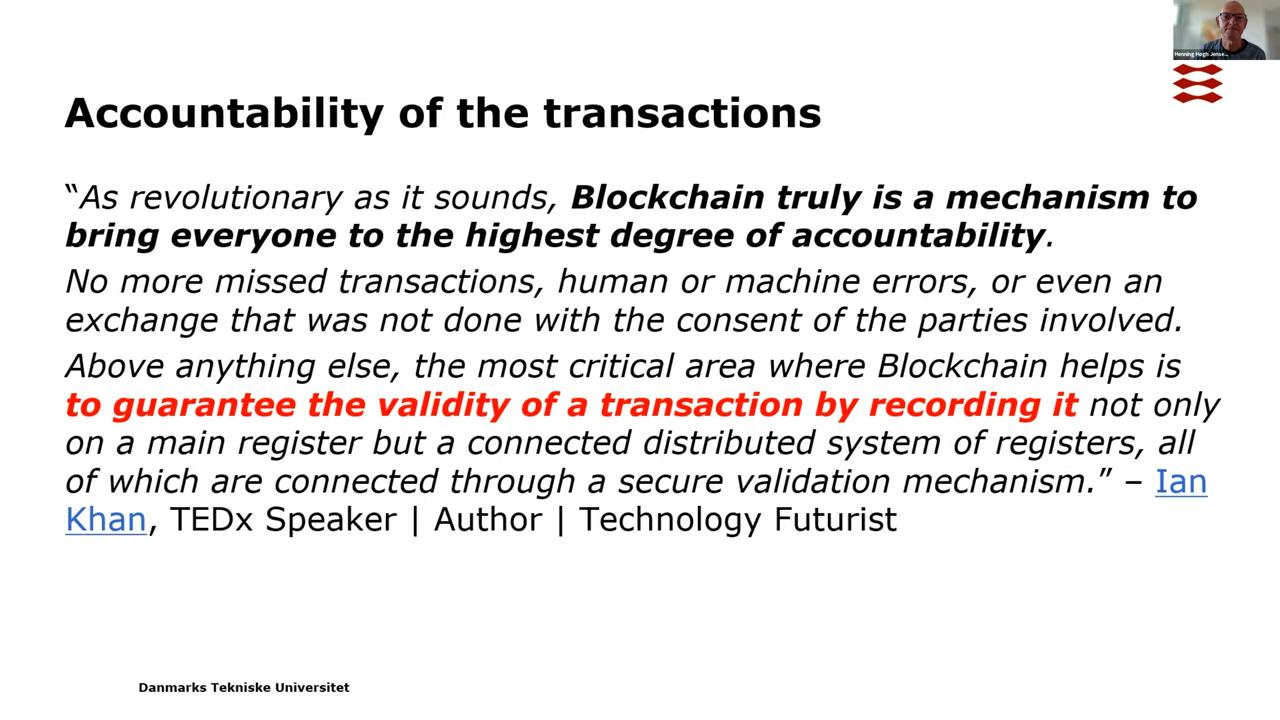 Henning Høgh Jense...
Accountability of the transactions
“As revolutionary as it sounds, Blockchain truly is a mechanism to
bring everyone to the highest degree of accountability.
No more missed transactions, human or machine errors, or even an
exchange that was not done with the consent of the parties involved.
Above anything else, the most critical area where Blockchain helps is
to guarantee the validity of a transaction by recording it not only
on a main register but a connected distributed system of registers, all
of which are connected through a secure validation mechanism.” – Ian
Khan, TEDx Speaker | Author | Technology Futurist
Danmarks Tekniske Universitet